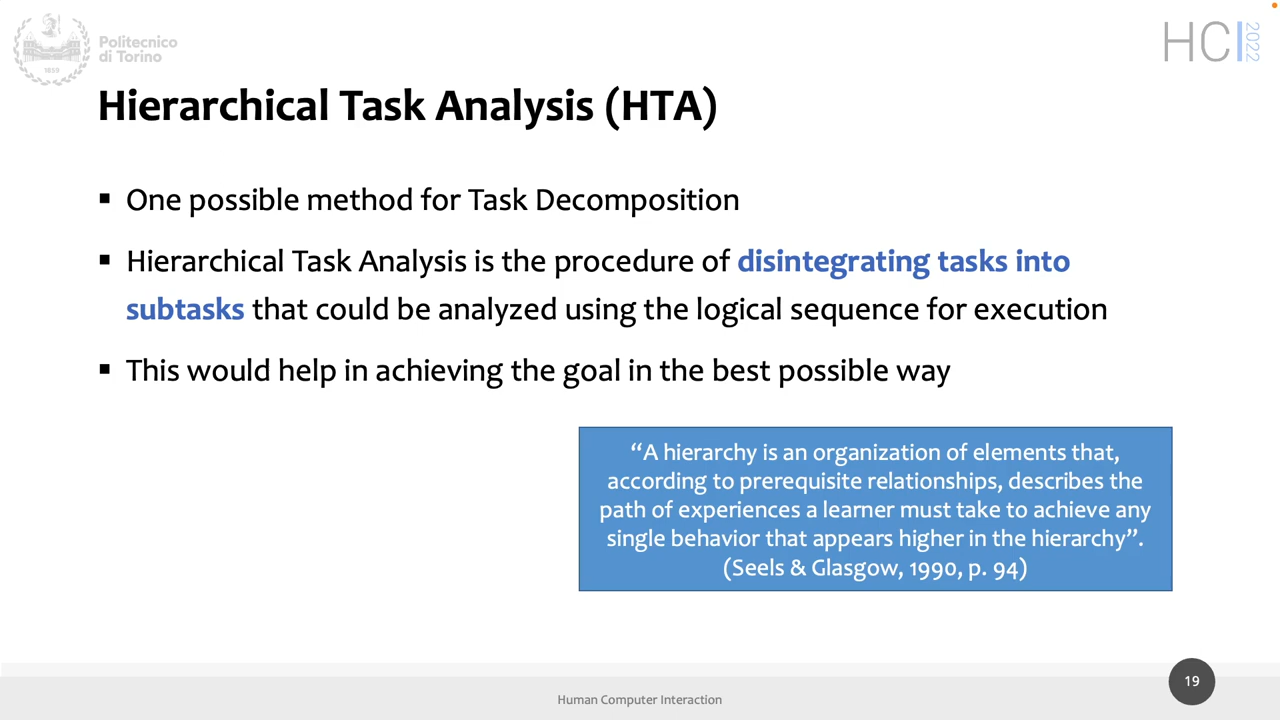 Politecnico
di Torino
1859
HCI
2022
Hierarchical Task Analysis (HTA)
▪ One possible method for Task Decomposition
▪ Hierarchical Task Analysis is the procedure of disintegrating tasks into
subtasks that could be analyzed using the logical sequence for execution
▪ This would help in achieving the goal in the best possible way
“A hierarchy is an organization of elements that,
according to prerequisite relationships, describes the
path of experiences a learner must take to achieve any
single behavior that appears higher in the hierarchy”.
(Seels & Glasgow, 1990, p. 94)
Human Computer Interaction
19